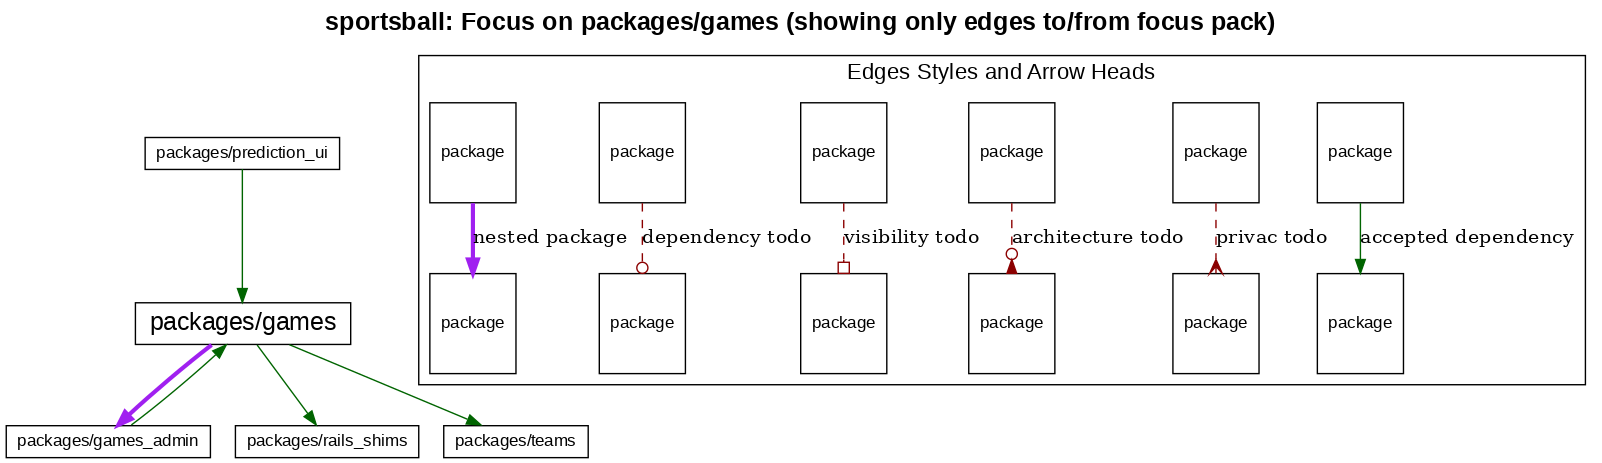 sportsball: Focus on packages/games (showing only edges to/from focus pack)
Edges Styles and Arrow Heads
package package package package package package
packages/prediction_ui
nested package dependency todo visibility todo architecture todo privac todo accepted dependency
packages/games
package package package package package package
packages/games_admin packages/rails_shims packages/teams